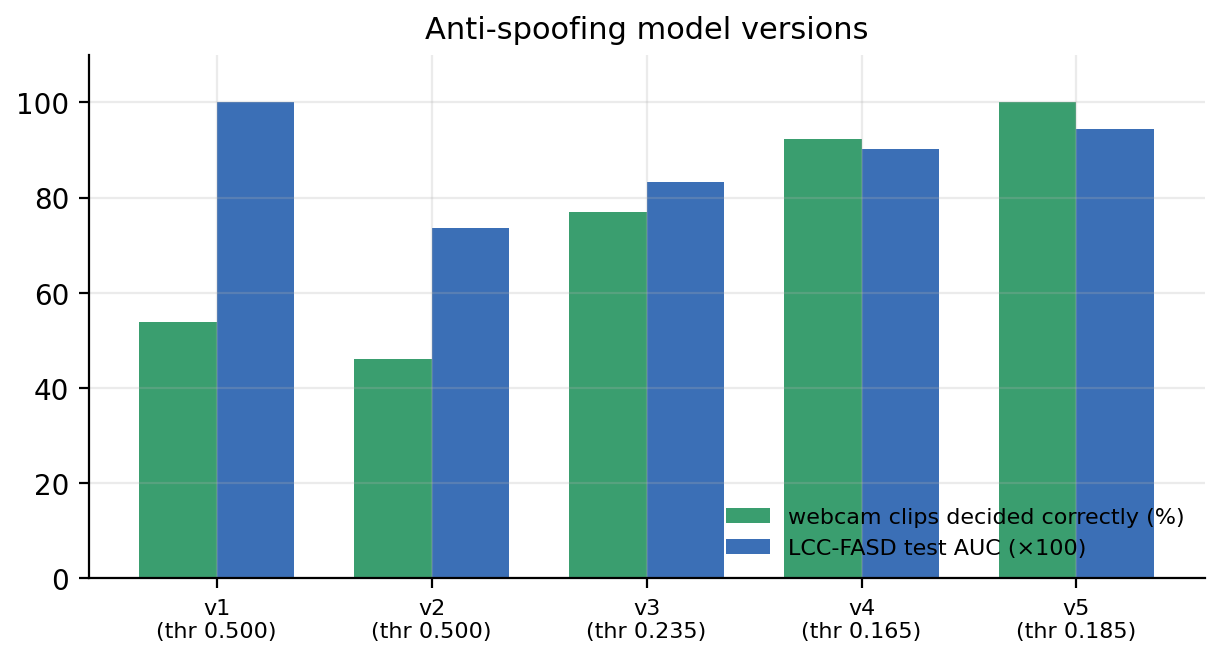 Anti-spoofing model versions
100
80
60
40
20
0
webcam clips decided correctly (%)
LCC-FASD test AUC (×100)
v1 v2 v3 v4 v5
(thr 0.500) (thr 0.500) (thr 0.235) (thr 0.165) (thr 0.185)